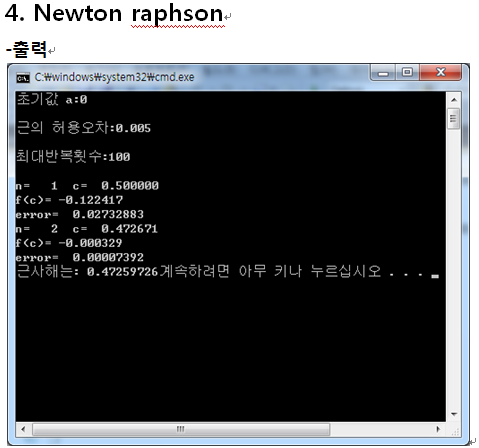 4. Newton raphson
-출력
C:\windows\system32\cmd.exe
초기값 a:0
근의 허용오차:0.005
최대반복횟수:100
n=   1  c=  0.500000
f(c)= -0.122417
error=  0.02732883
n=   2  c=  0.472671
f(c)= -0.000329
error=  0.00007392
근사해는: 0.47259726계속하려면 아무 키나 누르십시오 . . .